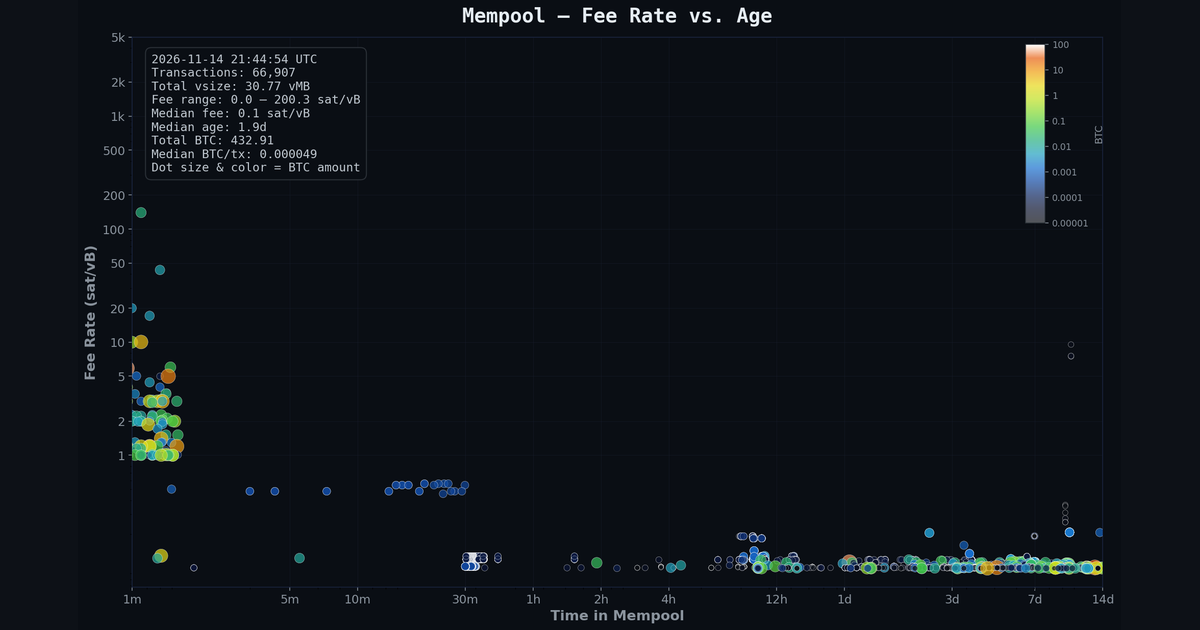 Mempool — Fee Rate vs. Age
2026-11-14 21:44:54 UTC
Transactions: 66,907
Total vsize: 30.77 vMB
Fee range: 0.0 — 200.3 sat/vB
Median fee: 0.1 sat/vB
Median age: 1.9d
Total BTC: 432.91
Median BTC/tx: 0.000049
Dot size & color = BTC amount
100
10
1
0.1
0.01
0.001
0.0001
0.00001
BTC
5k
2k
1k
500
200
100
50
20
10
5
2
1
Fee Rate (sat/vB)
1m
5m
10m
30m
1h
2h
4h
12h
1d
3d
7d
14d
Time in Mempool